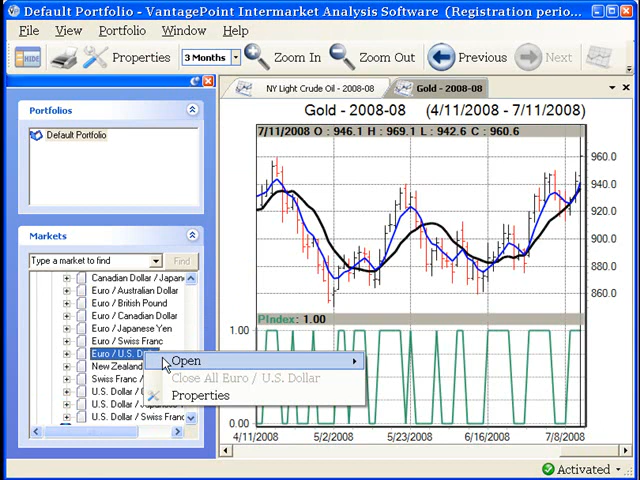 Default Portfolio - VantagePoint Intermarket Analysis Software (Registration perio...
File View Portfolio Window Help
HIDE Properties 3 Months Zoom In Zoom Out Previous Next
NY Light Crude Oil - 2008-08 Gold - 2008-08
Portfolios
Default Portfolio
Markets
Type a market to find Find
Canadian Dollar / Japan
Euro / Australian Dollar
Euro / British Pound
Euro / Canadian Dollar
Euro / Japanese Yen
Euro / Swiss Franc
Euro / U.S. D
New Zealand
Swiss Franc /
U.S. Dollar /
U.S. Dollar / Japanese Y
U.S. Dollar / Swiss Franc
Open
Close All Euro / U.S. Dollar
Properties
Gold - 2008-08 (4/11/2008 - 7/11/2008)
7/11/2008 O : 946.1 H : 969.1 L : 942.6 C : 960.6
960.0
940.0
920.0
900.0
880.0
860.0
PIndex: 1.00
1.00
0.00
4/11/2008 5/2/2008 5/23/2008 6/16/2008 7/8/2008
Activated